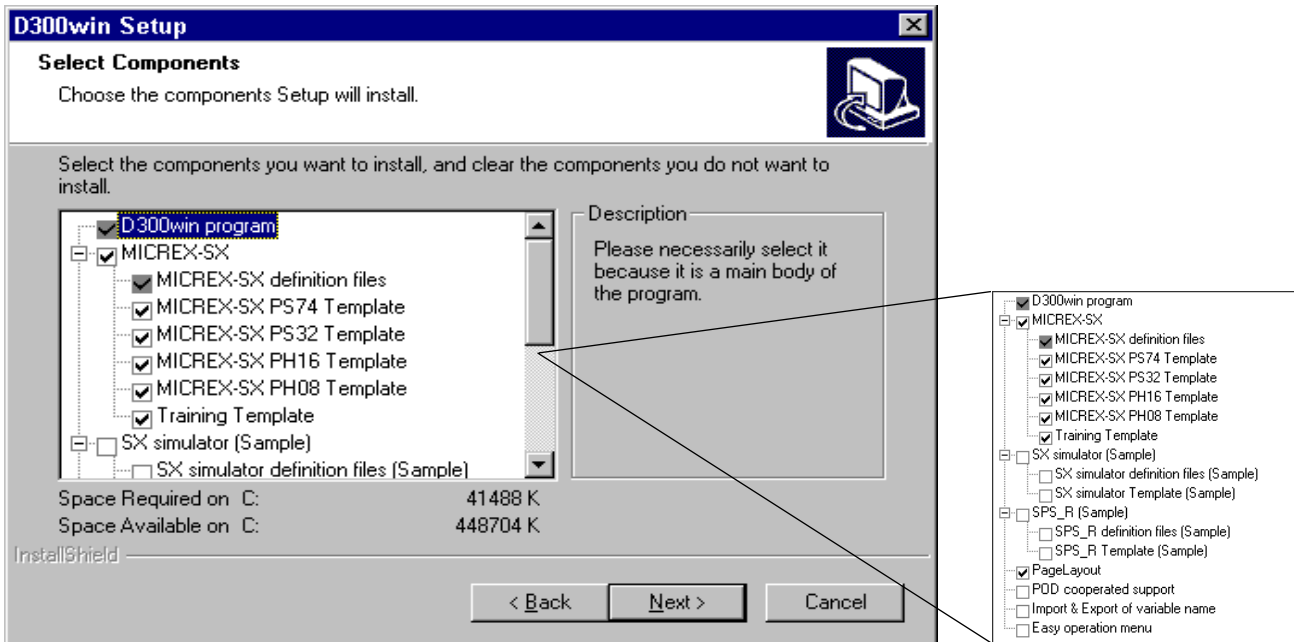 D300win Setup
Select Components
Choose the components Setup will install.
Select the components you want to install, and clear the components you do not want to
install.
D300win program
MICREX-SX
MICREX-SX definition files
MICREX-SX PS74 Template
MICREX-SX PS32 Template
MICREX-SX PH16 Template
MICREX-SX PH08 Template
Training Template
SX simulator (Sample)
SX simulator definition files (Sample)
Description
Please necessarily select it
because it is a main body of
the program.
Space Required on C: 41488 K
Space Available on C: 448704 K
InstallShield
< Back
Next >
Cancel
D300win program
MICREX-SX
MICREX-SX definition files
MICREX-SX PS74 Template
MICREX-SX PS32 Template
MICREX-SX PH16 Template
MICREX-SX PH08 Template
Training Template
SX simulator (Sample)
SX simulator definition files (Sample)
SX simulator Template (Sample)
SPS_R (Sample)
SPS_R definition files (Sample)
SPS_R Template (Sample)
PageLayout
POD cooperated support
Import & Export of variable name
Easy operation menu